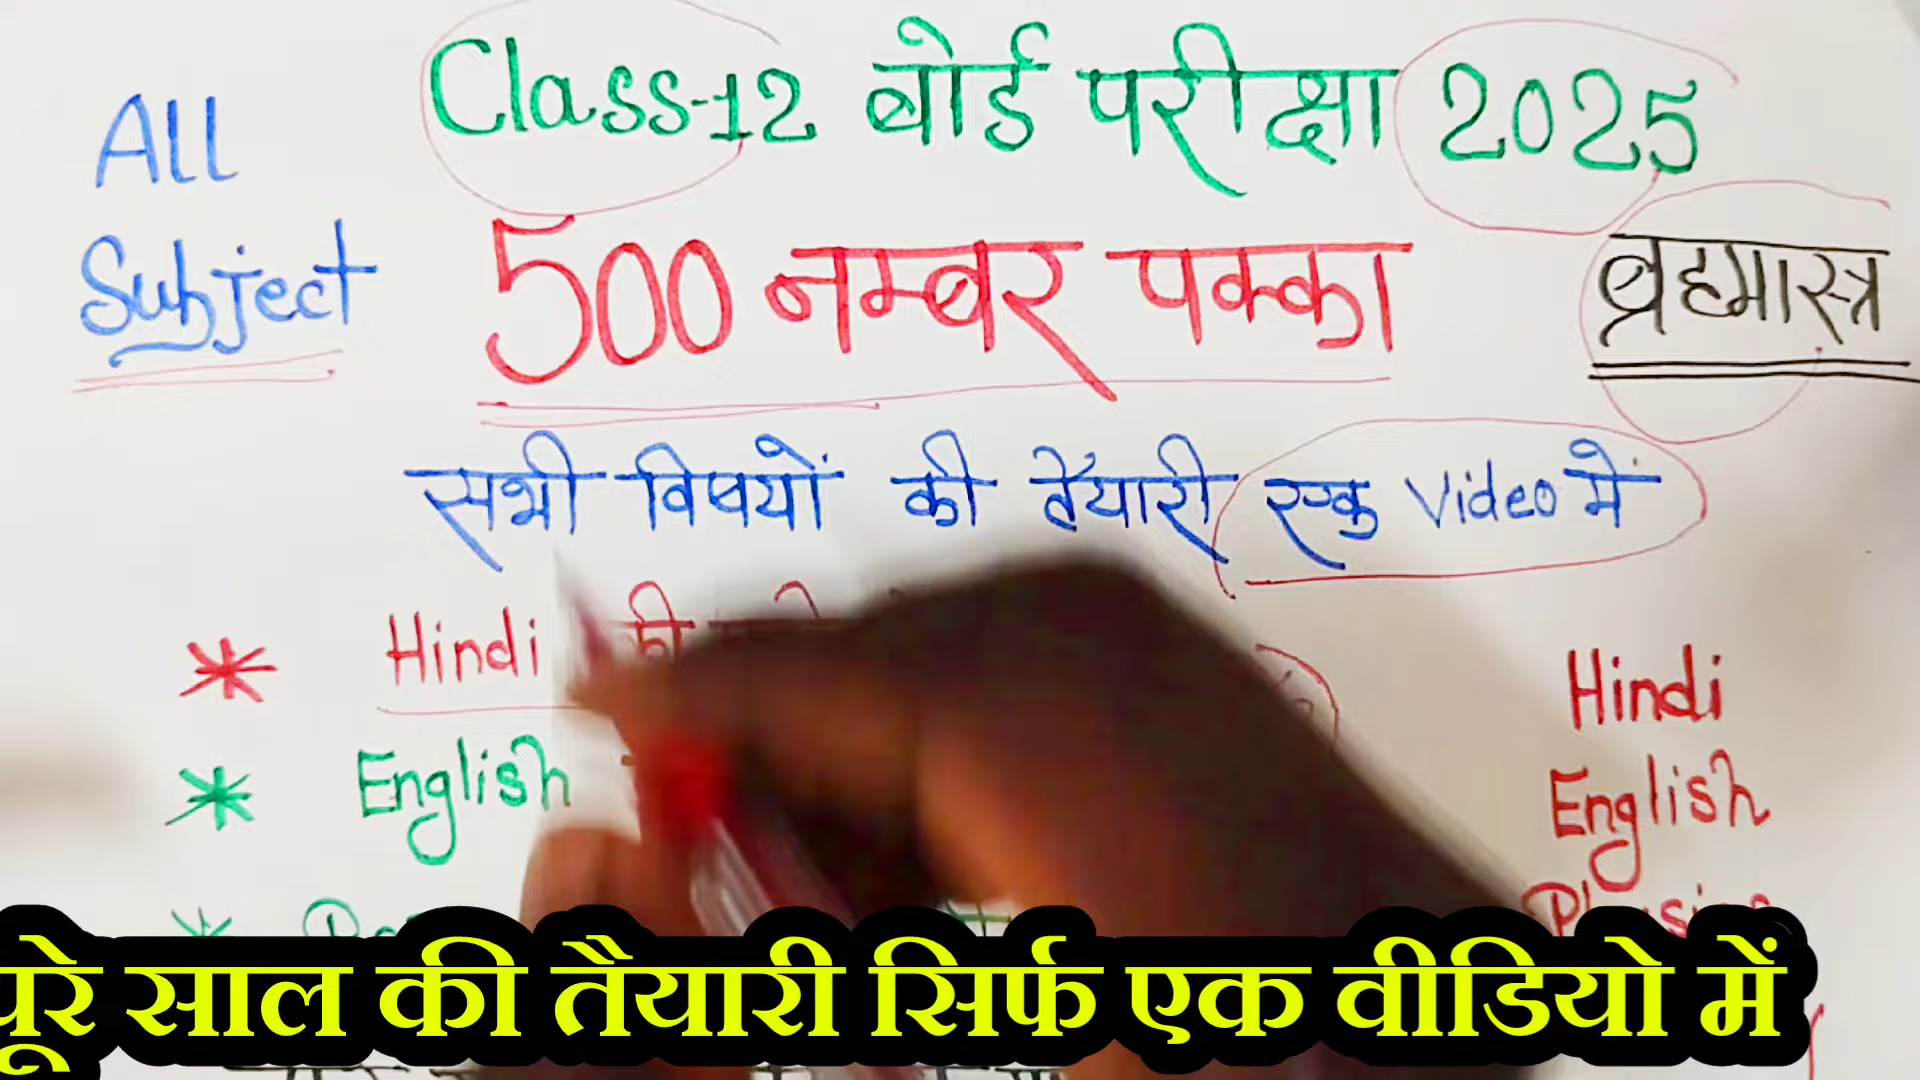 Class-12 बोर्ड परीक्षा 2025
All
Subject
500 नम्बर पक्का
ब्रह्मास्त्र
सभी विषयों की तैयारी एक Video में
Hindi की
Hindi
English
English
पूरे साल की तैयारी सिर्फ एक वीडियो में